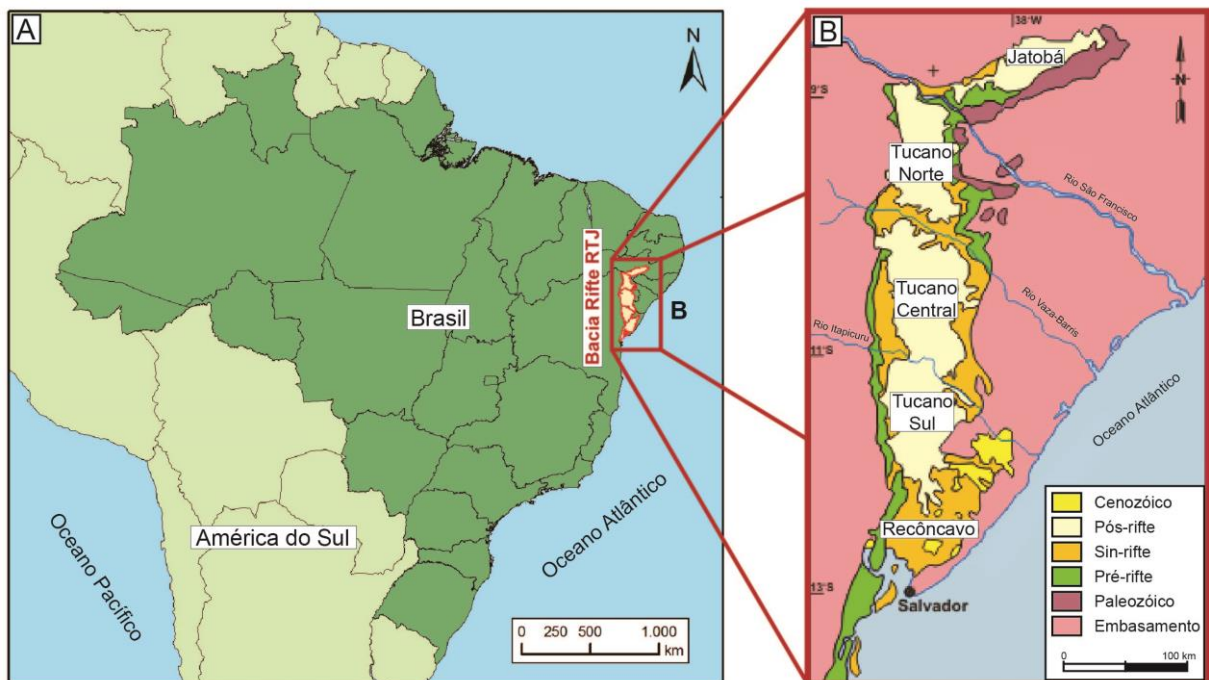 A
N
Brasil
Bacia Rifte RTJ
B
América do Sul
Oceano Pacífico
Oceano Atlântico
0 250 500 1.000
km
B
38°W
N
Jatobá
9°S
Tucano
Norte
Rio São Francisco
Tucano
Central
Rio Vaza-Barris
Rio Itapicuru
11°S
Tucano
Sul
Oceano Atlântico
Recôncavo
13°S
Salvador
Cenozóico
Pós-rifte
Sin-rifte
Pré-rifte
Paleozóico
Embasamento
0 100 km